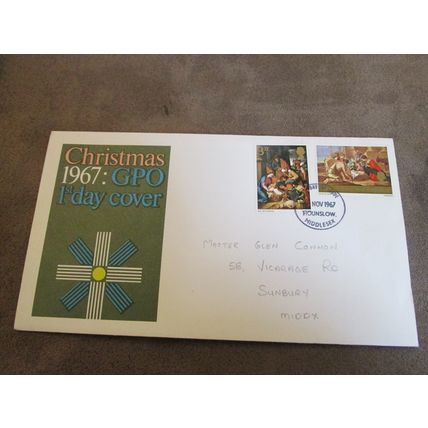 Christmas
1967: GPO
1st day cover
NOV 1967
HOUNSLOW.
MIDDLESEX
MASTER GLEN COMMON
58, VICARAGE RD
SUNBURY
MIDDX